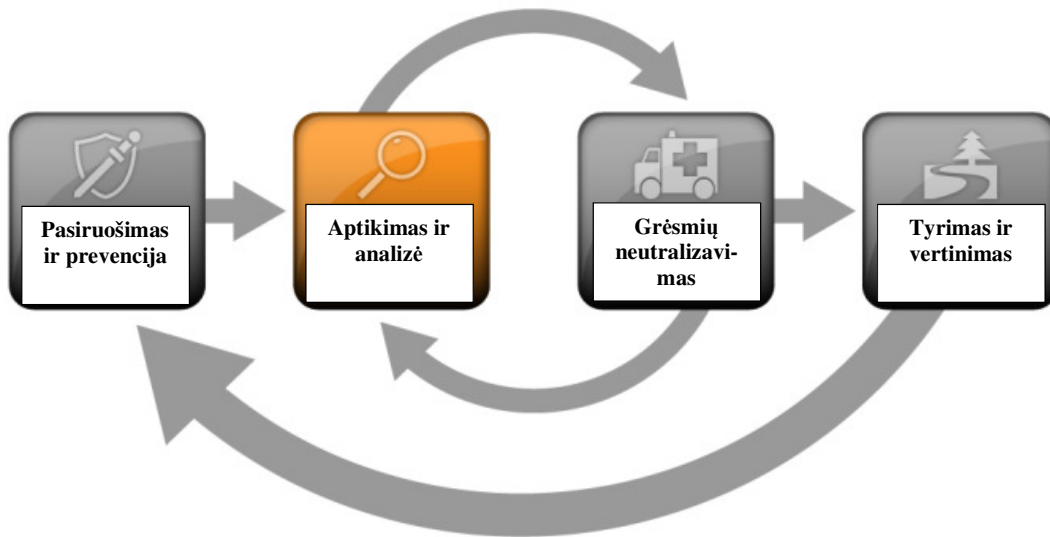 Pasiruošimas
ir prevencija
Aptikimas ir
analizė
Grėsmių
neutralizavi-
mas
Tyrimas ir
vertinimas